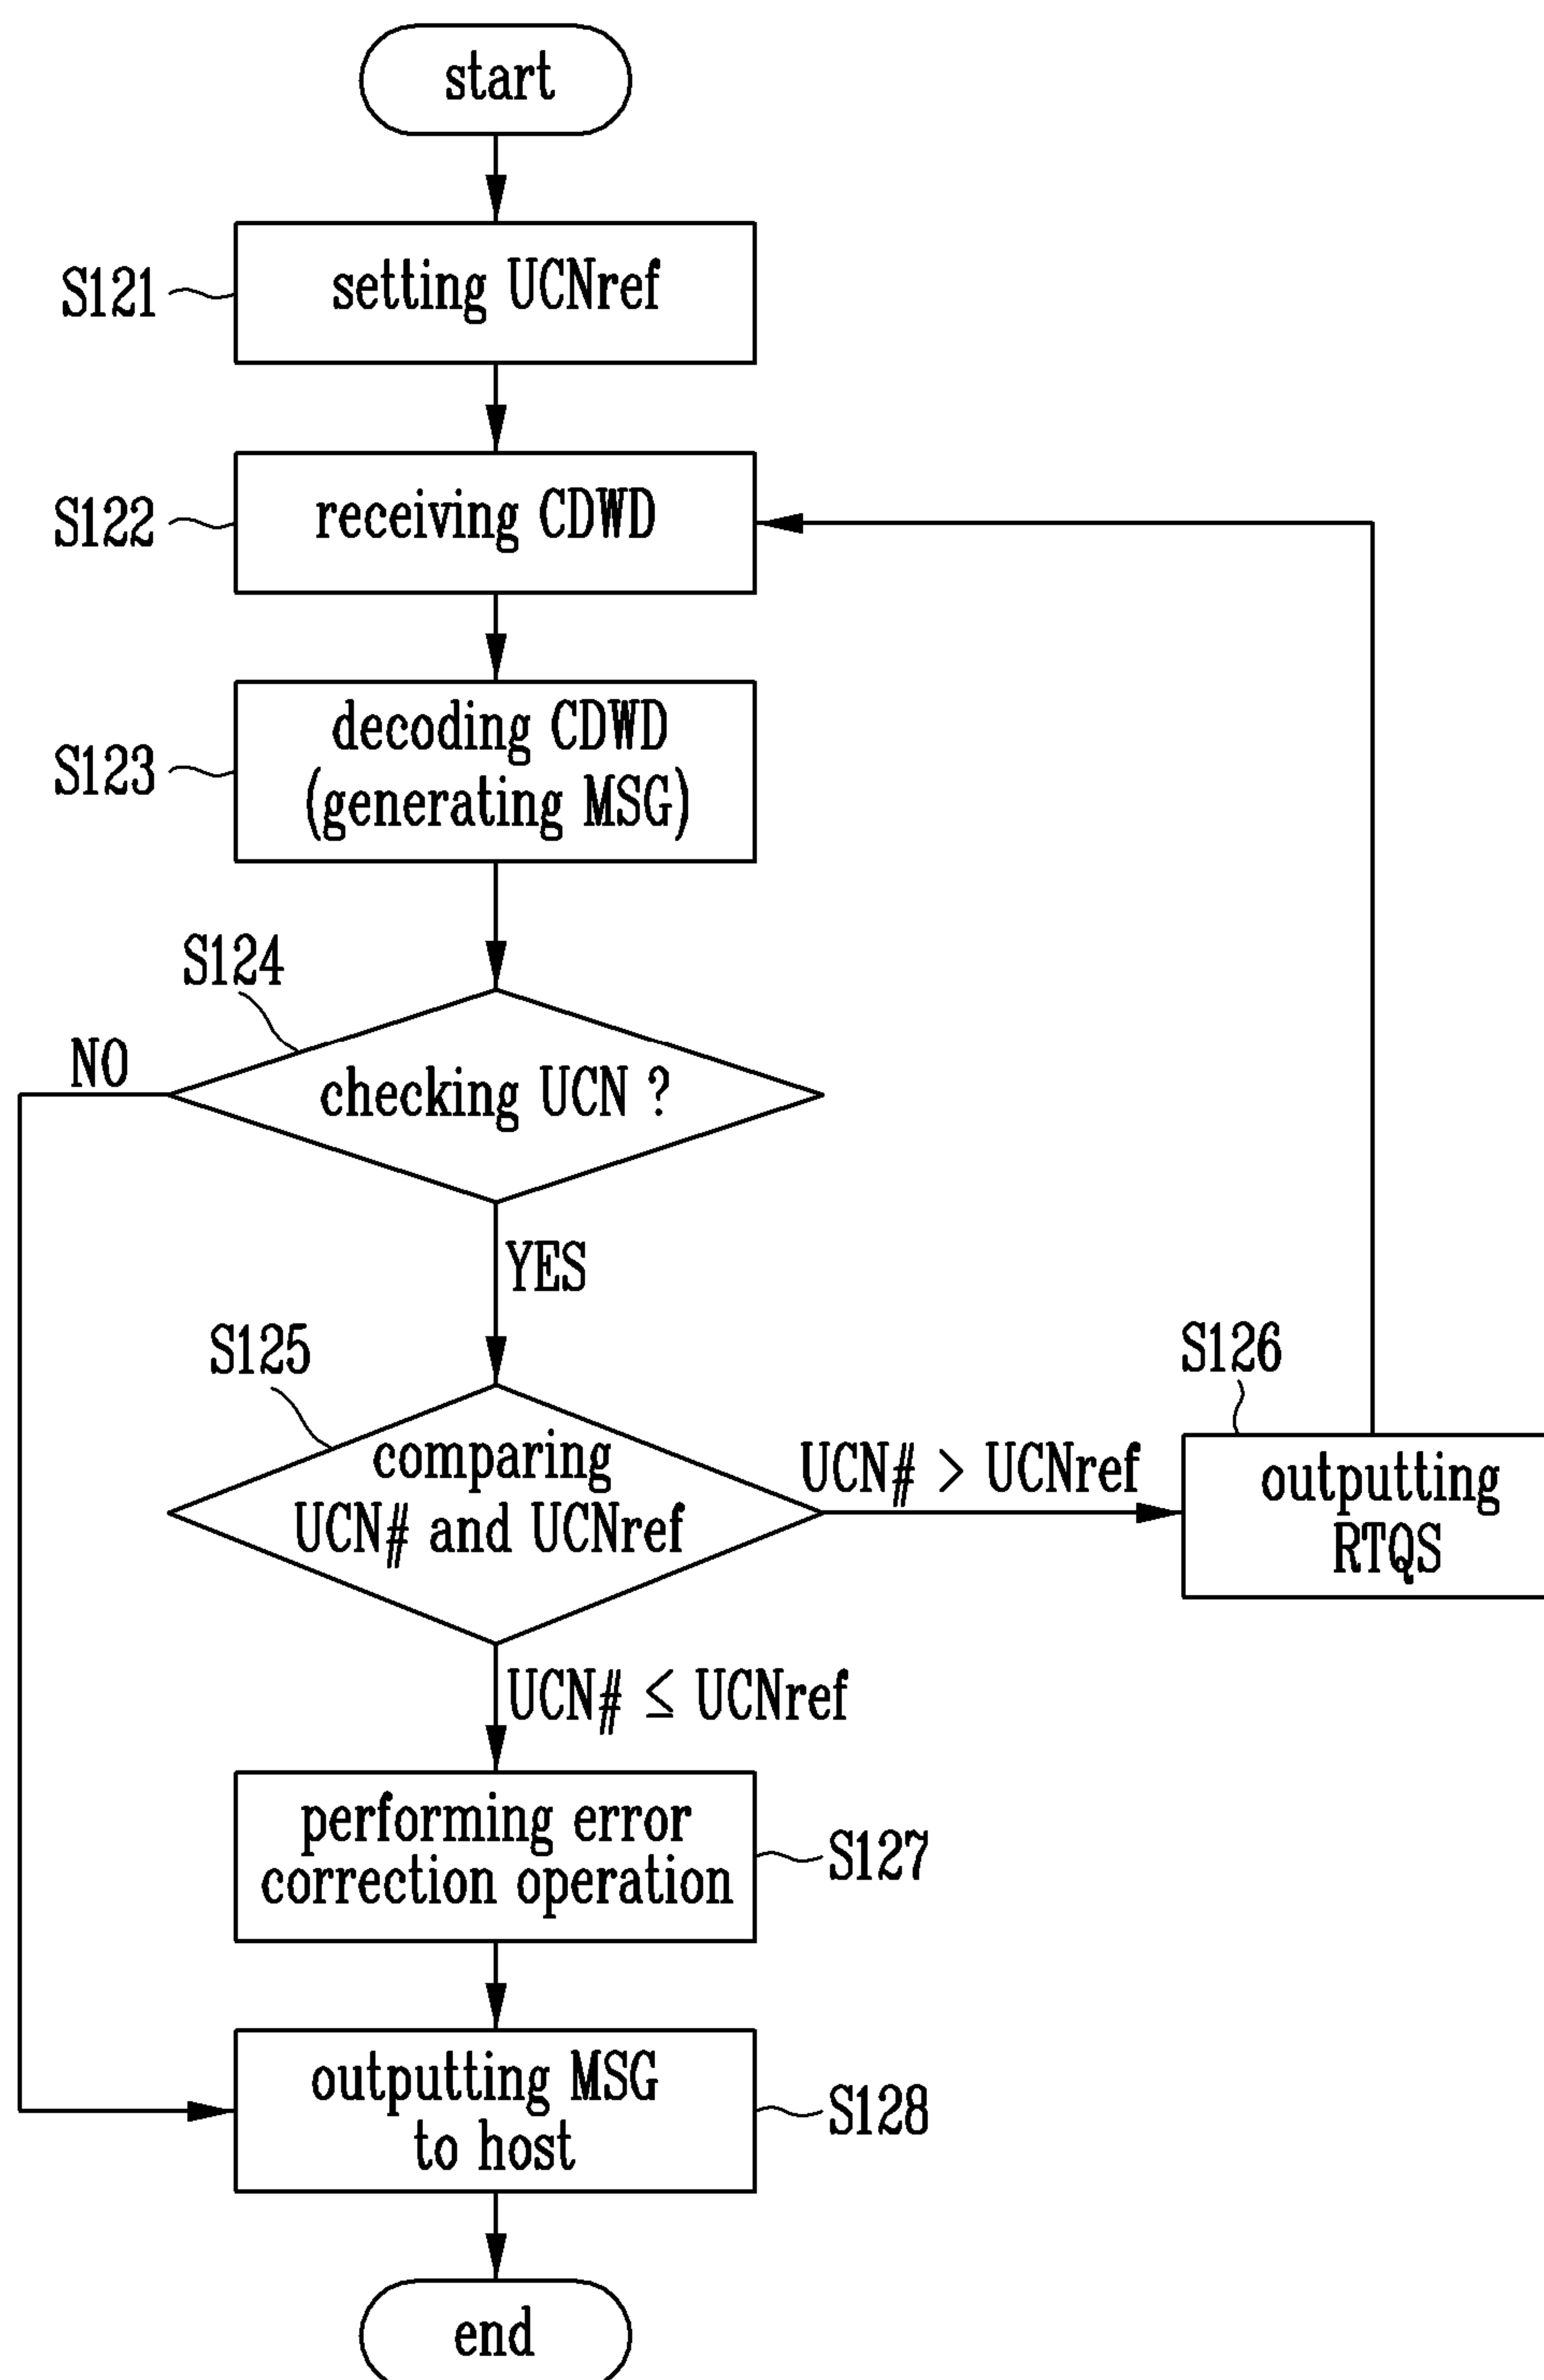 start
S121
setting UCNref
S122
receiving CDWD
S123
decoding CDWD
(generating MSG)
S124
NO
checking UCN ?
YES
S125
comparing
UCN# and UCNref
UCN# > UCNref
S126
outputting
RTQS
UCN# ≤ UCNref
performing error
correction operation
S127
outputting MSG
to host
S128
end